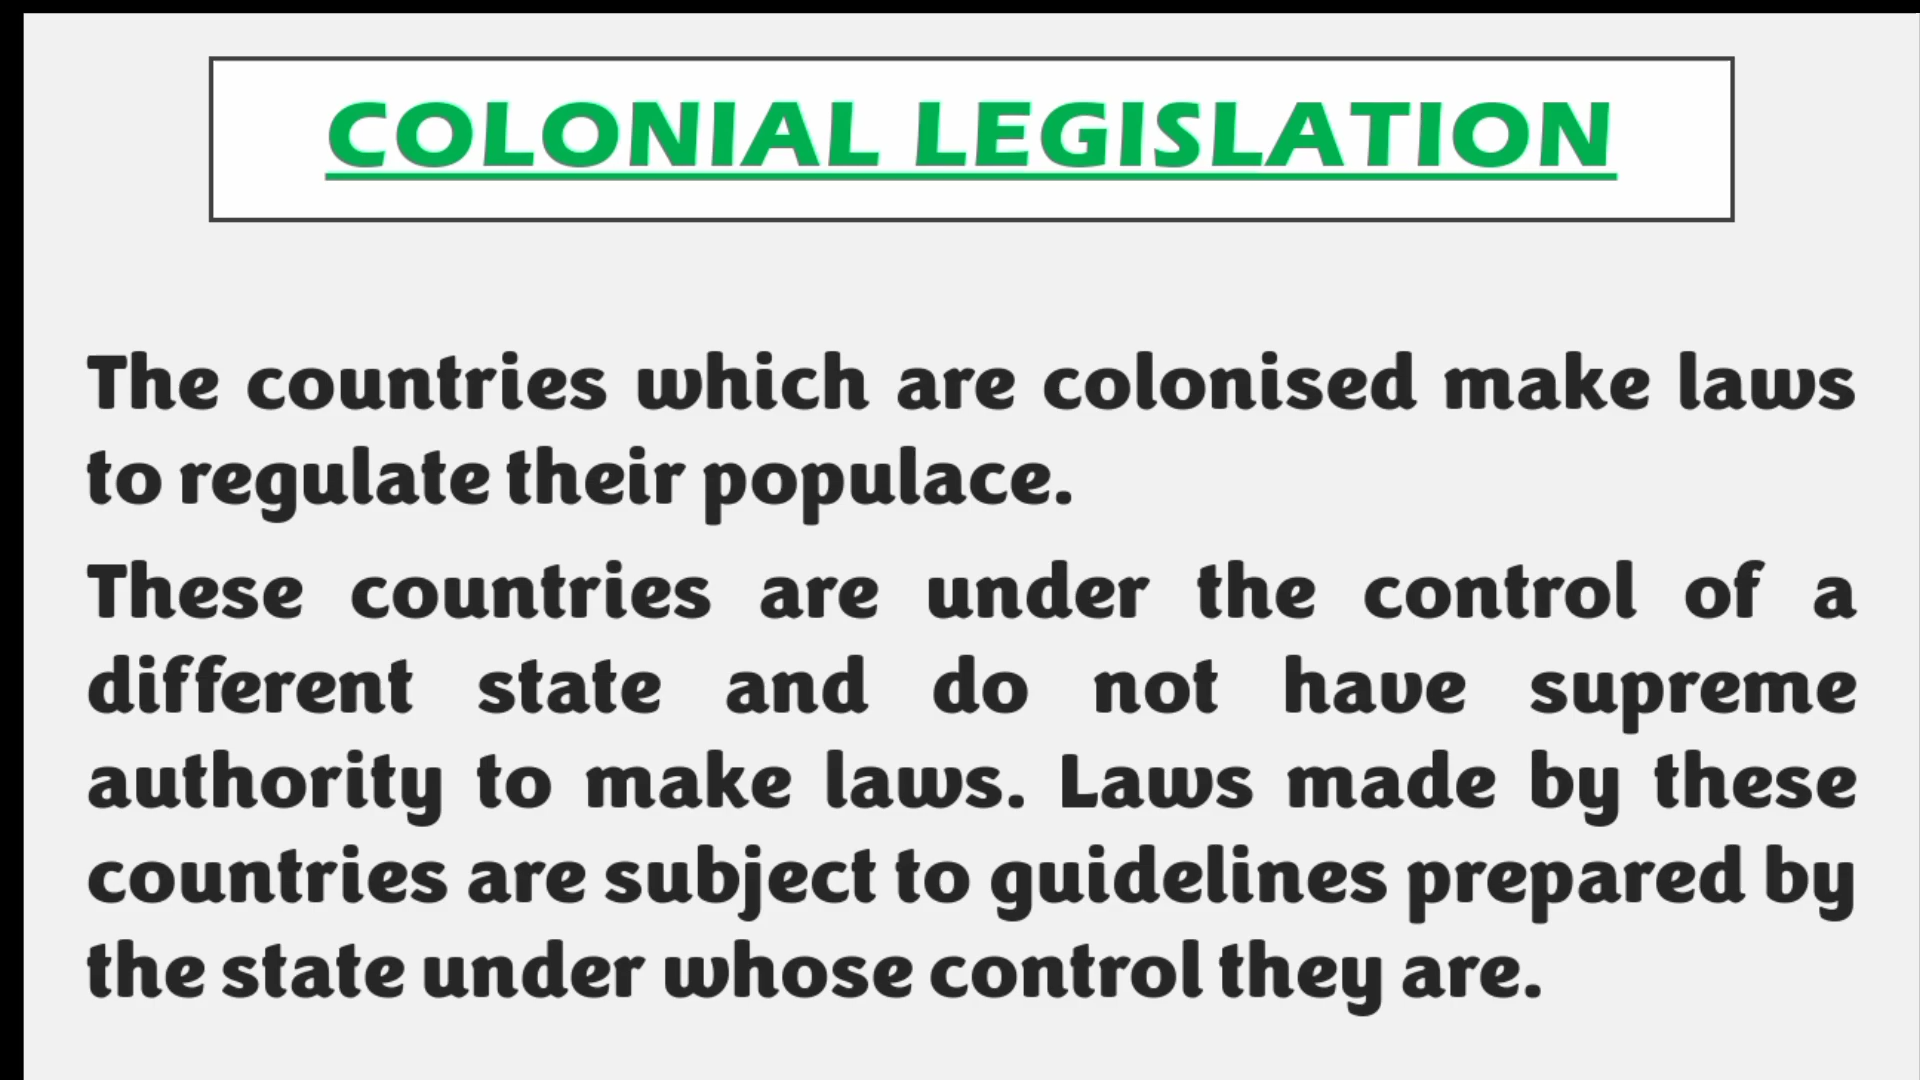 COLONIAL LEGISLATION
The countries which are colonised make laws
to regulate their populace.
These countries are under the control of a
different state and do not have supreme
authority to make laws. Laws made by these
countries are subject to guidelines prepared by
the state under whose control they are.